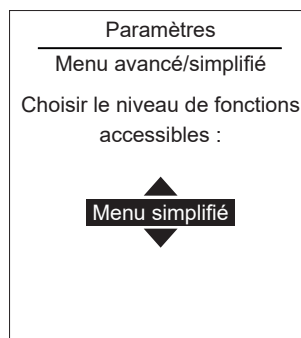 Paramètres
Menu avancé/simplifié
Choisir le niveau de fonctions
accessibles :
Menu simplifié